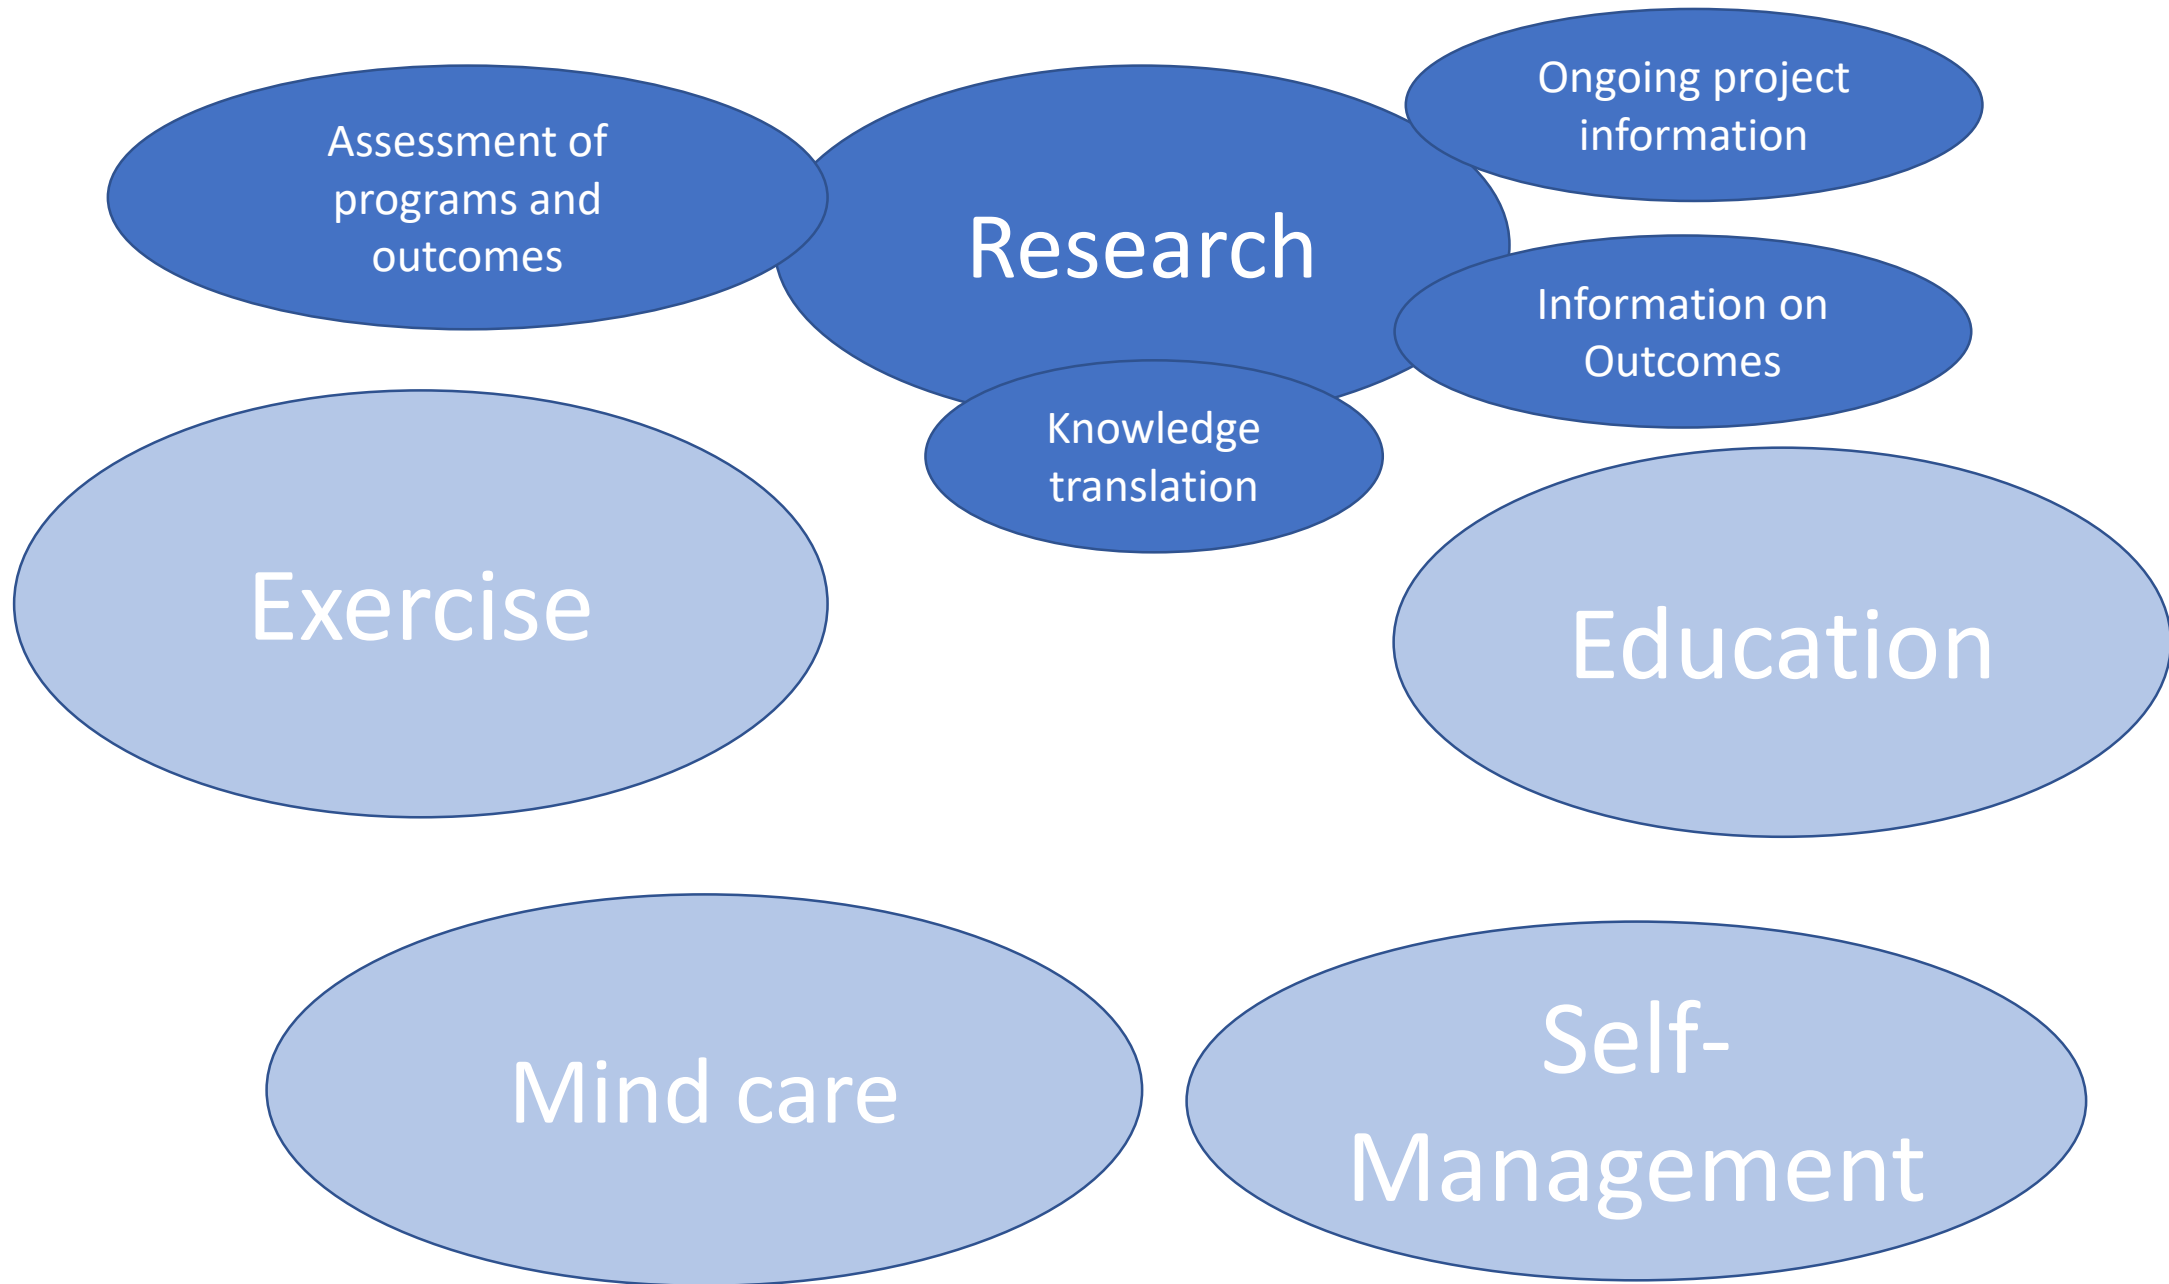 Assessment of
programs and
outcomes
Research
Ongoing project
information
Information on
Outcomes
Knowledge
translation
Exercise
Education
Mind care
Self-
Management